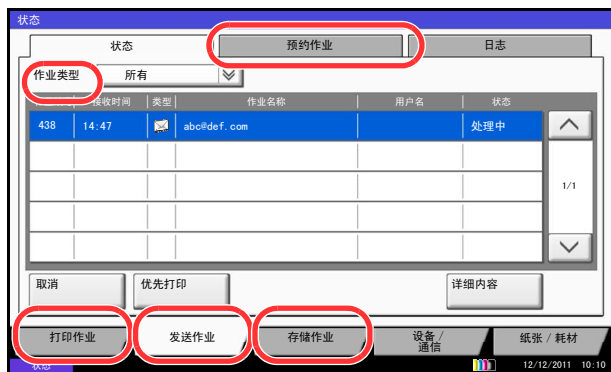 状态
状态 预约作业 日志
作业类型 所有
接收时间 类型 作业名称 用户名 状态
438 14:47 abc@def.com 处理中
1/1
取消 优先打印 详细内容
打印作业 发送作业 存储作业 设备/ 纸张/耗材
通信
状态 12/12/2011 10:10